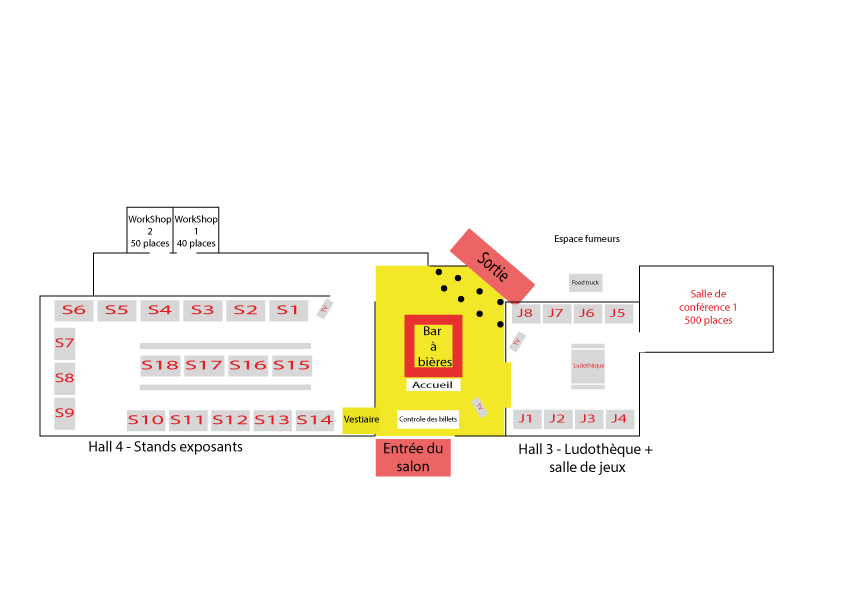 WorkShop
2
50 places
WorkShop
1
40 places
Espace fumeurs
Sortie
Food truck
Salle de
conférence 1
500 places
S6
S5
S4
S3
S2
S1
TV
J8
J7
J6
J5
S7
S8
S9
Bar
à
bières
TV
S18
S17
S16
S15
Ludothèque
Accueil
TV
S10
S11
S12
S13
S14
Vestiaire
Controle des billets
J1
J2
J3
J4
Hall 4 - Stands exposants
Entrée du
salon
Hall 3 - Ludothèque +
salle de jeux